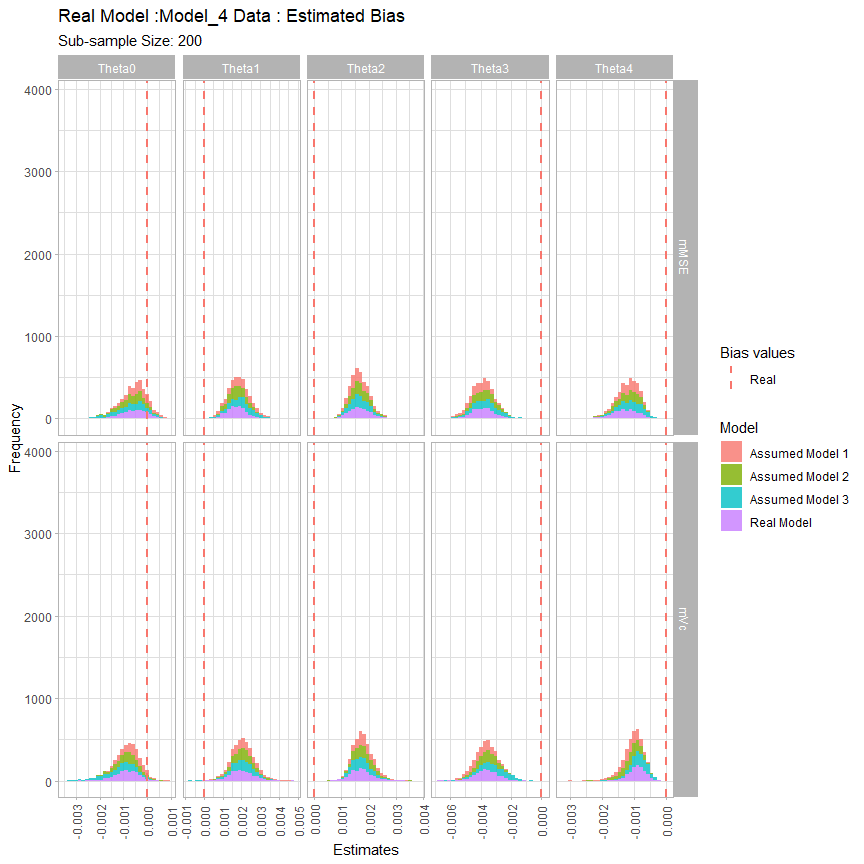 Real Model :Model_4 Data : Estimated Bias
Sub-sample Size: 200
Theta0 Theta1 Theta2 Theta3 Theta4
4000
3000
2000
1000
0
mMSE
4000
3000
2000
1000
0
mVc
Frequency
-0.003 -0.002 -0.001 0.000 0.001
-0.001 0.000 0.001 0.002 0.003 0.004 0.005
0.000 0.001 0.002 0.003 0.004
-0.006 -0.004 -0.002 0.000
-0.003 -0.002 -0.001 0.000
Estimates
Bias values
Real
Model
Assumed Model 1
Assumed Model 2
Assumed Model 3
Real Model